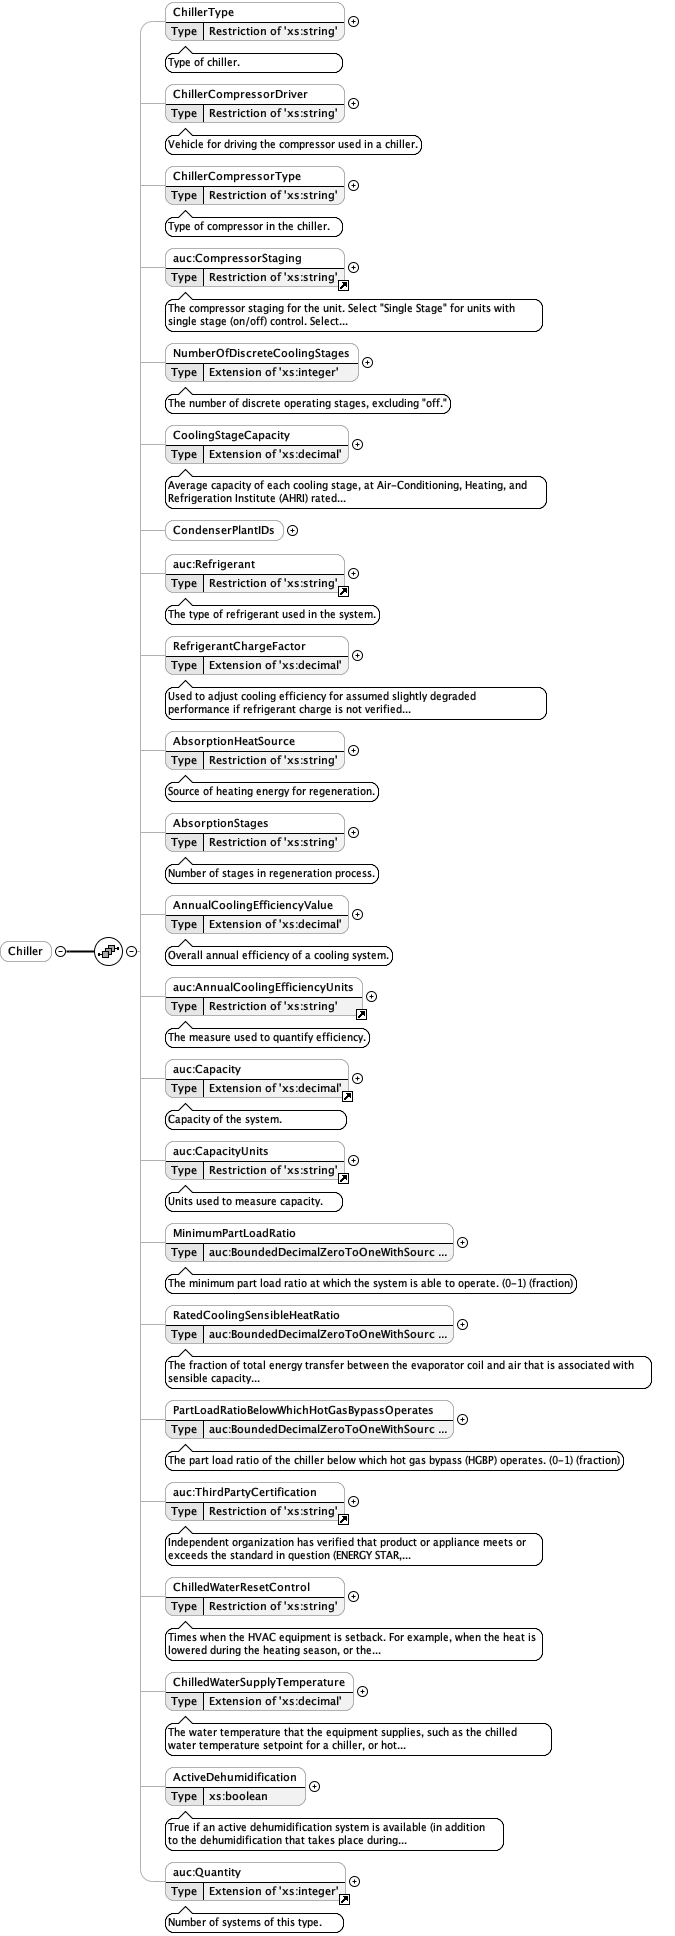 ChillerType
Type Restriction of 'xs:string'
Type of chiller.
ChillerCompressorDriver
Type Restriction of 'xs:string'
Vehicle for driving the compressor used in a chiller.
ChillerCompressorType
Type Restriction of 'xs:string'
Type of compressor in the chiller.
auc:CompressorStaging
Type Restriction of 'xs:string'
The compressor staging for the unit. Select "Single Stage" for units with
single stage (on/off) control. Select...
NumberOfDiscreteCoolingStages
Type Extension of 'xs:integer'
The number of discrete operating stages, excluding "off."
CoolingStageCapacity
Type Extension of 'xs:decimal'
Average capacity of each cooling stage, at Air-Conditioning, Heating, and
Refrigeration Institute (AHRI) rated...
CondenserPlantIDs
auc:Refrigerant
Type Restriction of 'xs:string'
The type of refrigerant used in the system.
RefrigerantChargeFactor
Type Extension of 'xs:decimal'
Used to adjust cooling efficiency for assumed slightly degraded
performance if refrigerant charge is not verified...
AbsorptionHeatSource
Type Restriction of 'xs:string'
Source of heating energy for regeneration.
AbsorptionStages
Type Restriction of 'xs:string'
Number of stages in regeneration process.
AnnualCoolingEfficiencyValue
Type Extension of 'xs:decimal'
Overall annual efficiency of a cooling system.
Chiller
auc:AnnualCoolingEfficiencyUnits
Type Restriction of 'xs:string'
The measure used to quantify efficiency.
auc:Capacity
Type Extension of 'xs:decimal'
Capacity of the system.
auc:CapacityUnits
Type Restriction of 'xs:string'
Units used to measure capacity.
MinimumPartLoadRatio
Type auc:BoundedDecimalZeroToOneWithSourc ...
The minimum part load ratio at which the system is able to operate. (0-1) (fraction)
RatedCoolingSensibleHeatRatio
Type auc:BoundedDecimalZeroToOneWithSourc ...
The fraction of total energy transfer between the evaporator coil and air that is associated with
sensible capacity...
PartLoadRatioBelowWhichHotGasBypassOperates
Type auc:BoundedDecimalZeroToOneWithSourc ...
The part load ratio of the chiller below which hot gas bypass (HGBP) operates. (0-1) (fraction)
auc:ThirdPartyCertification
Type Restriction of 'xs:string'
Independent organization has verified that product or appliance meets or
exceeds the standard in question (ENERGY STAR,...
ChilledWaterResetControl
Type Restriction of 'xs:string'
Times when the HVAC equipment is setback. For example, when the heat is
lowered during the heating season, or the...
ChilledWaterSupplyTemperature
Type Extension of 'xs:decimal'
The water temperature that the equipment supplies, such as the chilled
water temperature setpoint for a chiller, or hot...
ActiveDehumidification
Type xs:boolean
True if an active dehumidification system is available (in addition
to the dehumidification that takes place during...
auc:Quantity
Type Extension of 'xs:integer'
Number of systems of this type.